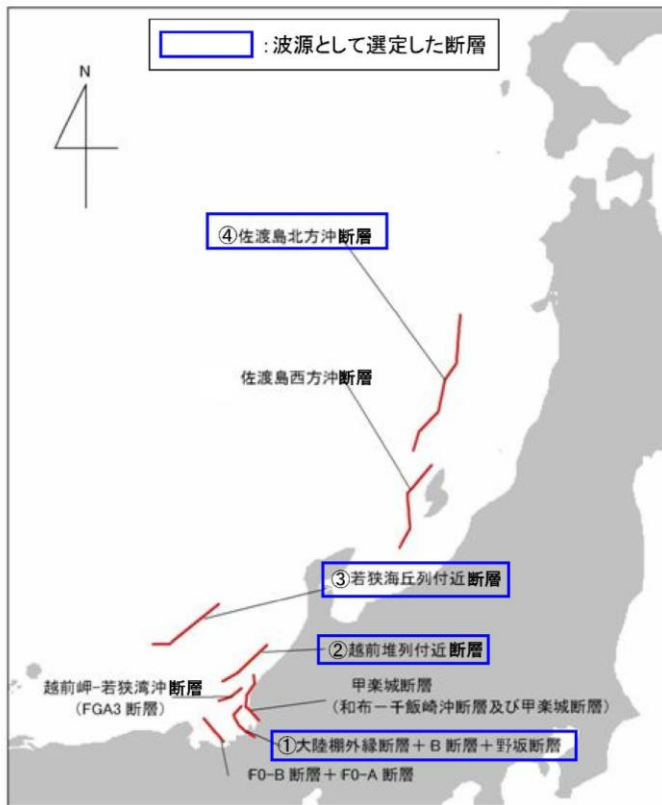 ：波源として選定した断層
N
④佐渡島北方沖断層
佐渡島西方沖断層
③若狭海丘列付近断層
②越前堆列付近断層
越前岬−若狭湾沖断層
（FGA3 断層）
甲楽城断層
（和布−干飯崎沖断層及び甲楽城断層）
①大陸棚外縁断層＋B 断層＋野坂断層
FO-B 断層＋FO-A 断層